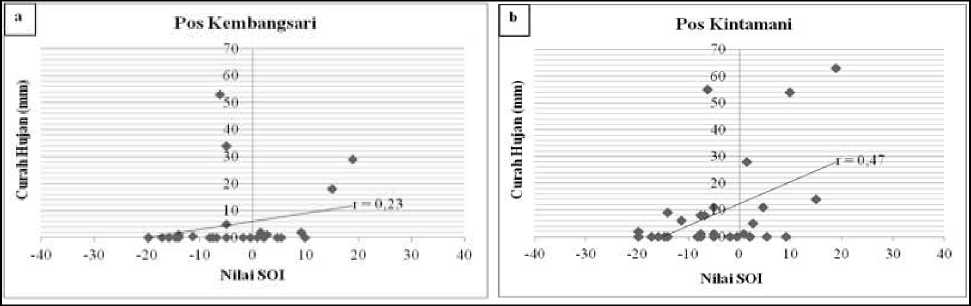 a
Pos Kembangsari
Curah Hujan (mm)
70
60
50
40
30
20
10
0
-40 -30 -20 -10 0 10 20 30 40
r = 0,23
Nilai SOI
b
Pos Kintamani
Curah Hujan (mm)
70
60
50
40
30
20
10
0
-40 -30 -20 -10 0 10 20 30 40
r = 0,47
Nilai SOI